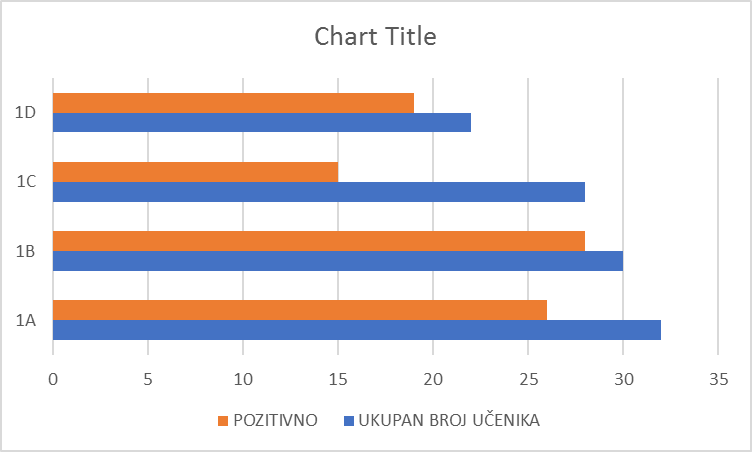 Chart Title
1D
1C
1B
1A
0 5 10 15 20 25 30 35
POZITIVNO UKUPAN BROJ UČENIKA